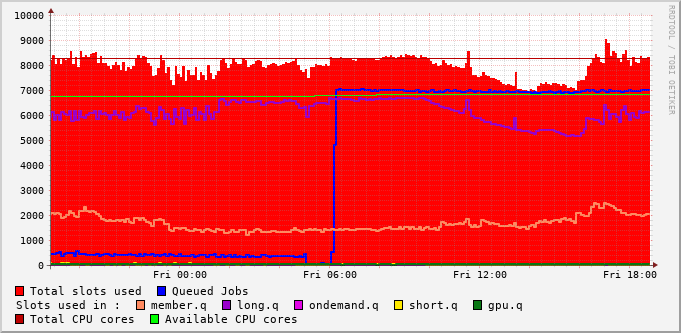 10000
9000
8000
7000
6000
5000
4000
3000
2000
1000
0
Fri 00:00 Fri 06:00 Fri 12:00 Fri 18:00
RRDTOOL / TOBI OETIKER
Total slots used Queued Jobs
Slots used in : member.q long.q ondemand.q short.q gpu.q
Total CPU cores Available CPU cores